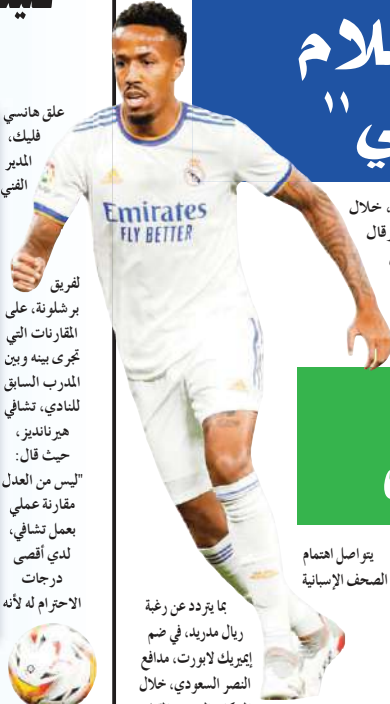 لام
ي"
علق هانسي
فليك،
المدير
الفني
لفريق
برشلونة، على
المقارنات التي
تجرى بينه وبين
المدرب السابق
للنادي، تشافي
هيرنانديز،
حيث قال:
"ليس من العدل
مقارنة عملي
بعمل تشافي،
لدي أقصى
درجات
الاحترام له لأنه
، خلال
Emirates
FLY BETTER
يتواصل اهتمام
الصحف الإسبانية
بما يتردد عن رغبة
ريال مدريد، في ضم
إيميريك لابورت، مدافع
النصر السعودي، خلال